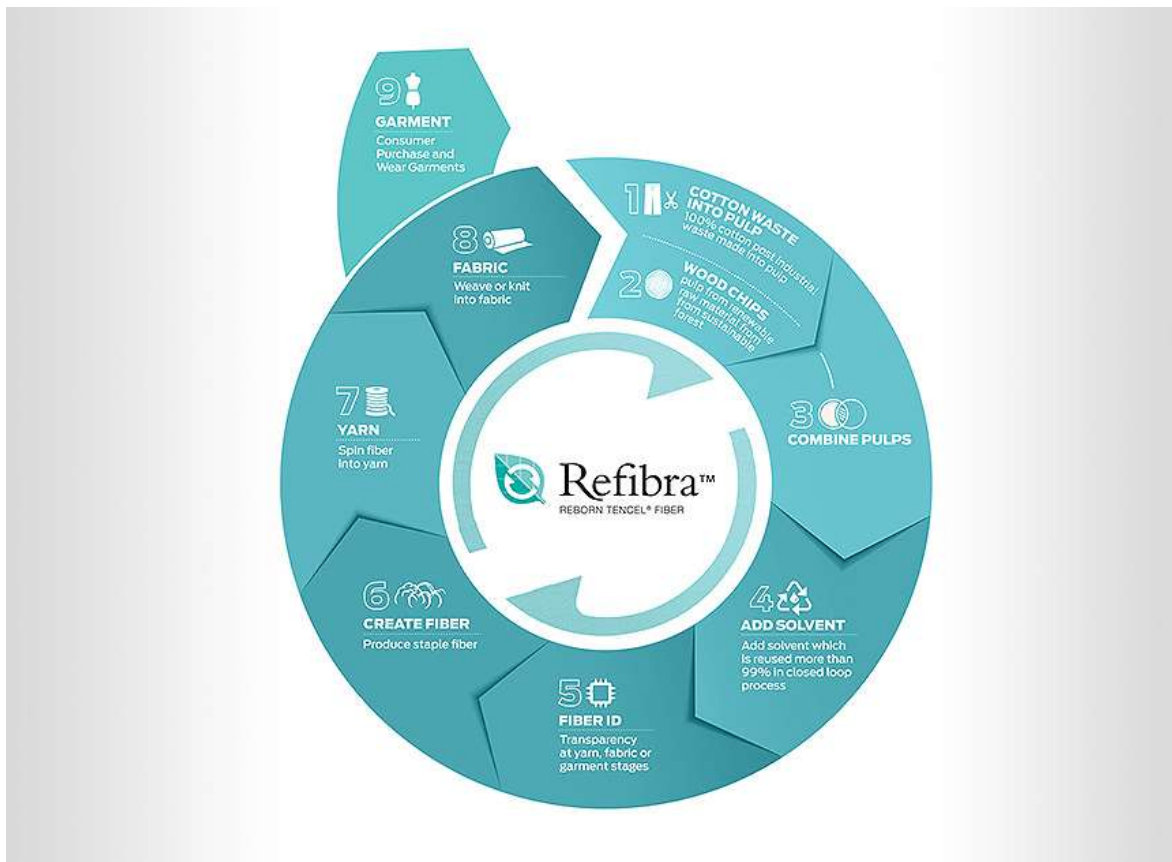 9
GARMENT
Consumer
Purchase and
Wear Garments
1
COTTON WASTE
INTO PULP
100% cotton post industrial
waste made into pulp
2
WOOD CHIPS
pulp from renewable
raw material from
from sustainable
forest
3
COMBINE PULPS
4
ADD SOLVENT
Add solvent which
is reused more than
99% in closed loop
process
5
FIBER ID
Transparency
at yarn, fabric or
garment stages
6
CREATE FIBER
Produce staple fiber
7
YARN
Spin fiber
Into yarn
8
FABRIC
Weave or knit
Into fabric
Refibra™
REBORN TENCEL® FIBER